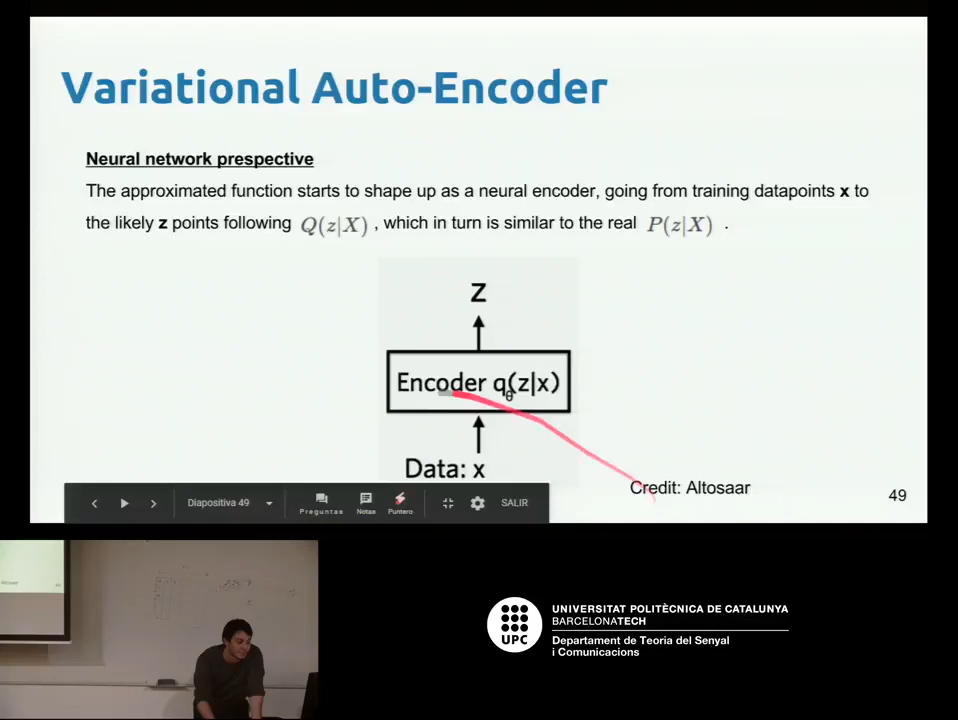 Variational Auto-Encoder
Neural network prespective
The approximated function starts to shape up as a neural encoder, going from training datapoints x to
the likely z points following Q(z|X) , which in turn is similar to the real P(z|X) .
z
Encoder qθ(z|x)
Data: x
Credit: Altosaar
49
Diapositiva 49
Preguntas
Notas
Puntero
SALIR
UPC
UNIVERSITAT POLITÈCNICA DE CATALUNYA
BARCELONATECH
Departament de Teoria del Senyal
i Comunicacions